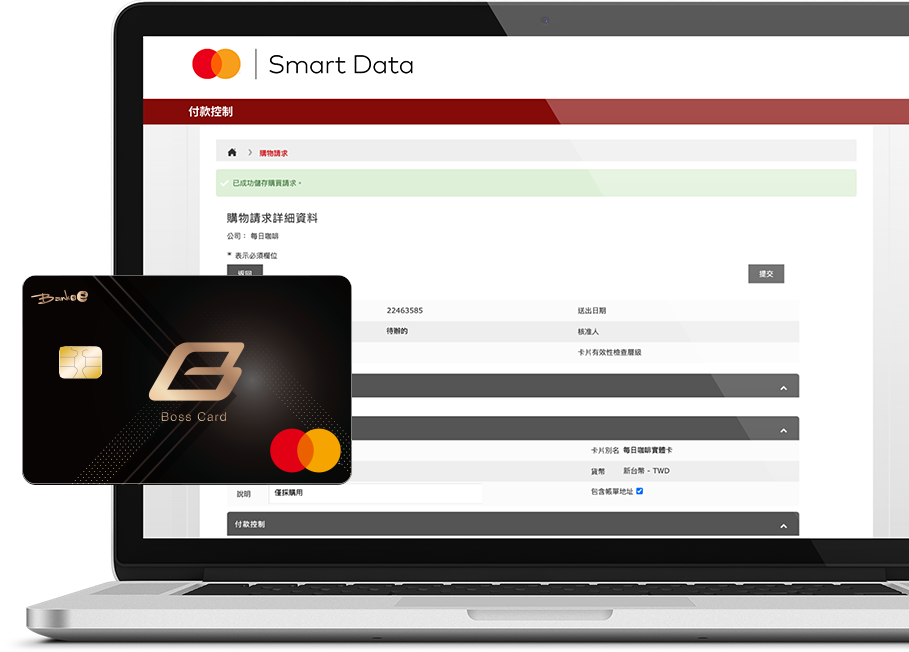 Smart Data
付款控制
購物請求
已成功儲存購買請求。
購物請求詳細資料
公司： 每日咖啡
* 表示必須欄位
返回
提交
22463585
送出日期
待辦的
核准人
卡片有效性檢查層級
卡片別名 每日咖啡實體卡
貨幣 新台幣 - TWD
說明 僅採購用
包含帳單地址
付款控制
Bankee
Boss Card